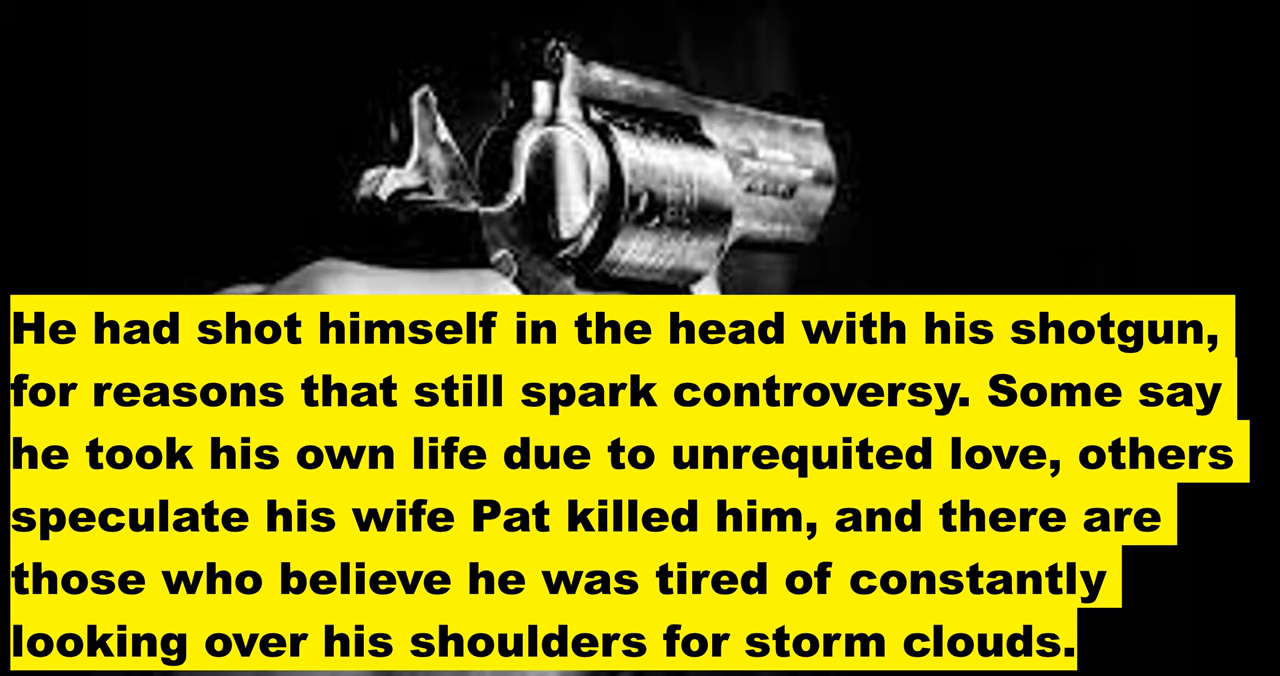 He had shot himself in the head with his shotgun,
for reasons that still spark controversy. Some say
he took his own life due to unrequited love, others
speculate his wife Pat killed him, and there are
those who believe he was tired of constantly
looking over his shoulders for storm clouds.